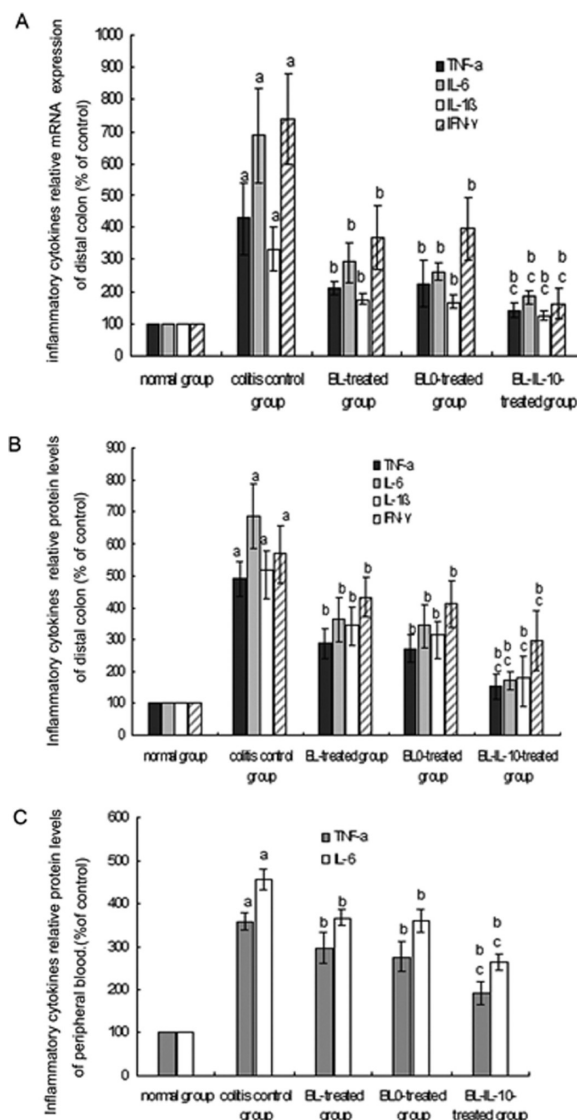 A
inflammatory cytokines relative mRNA expression
of distal colon (% of control)
1000
900
800
700
600
500
400
300
200
100
0
TNF-a
IL-6
IL-1ß
IFN-γ
a
a
a
a
b
b
b
b
b
b
b
b
b
b
b
b
c
c
c
c
normal group
colitis control
group
BL-treated
group
BL0-treated
group
BL-IL-10-
treated group
B
Inflammatory cytokines relative protein levels
of distal colon (% of control)
900
800
700
600
500
400
300
200
100
0
TNF-a
IL-6
IL-1ß
IFN-γ
a
a
a
a
b
b
b
b
b
b
b
b
b
b
b
b
c
c
c
c
normal group
colitis control
group
BL-treated group
BL0-treated
group
BL-IL-10-treated
group
C
Inflammatory cytokines relative protein levels
of peripheral blood.(%of control)
600
500
400
300
200
100
0
TNF-a
IL-6
a
a
b
b
b
b
b
b
c
c
normal group
colitis control
group
BL-treated
group
BL0-treated
group
BL-IL-10-
treated group